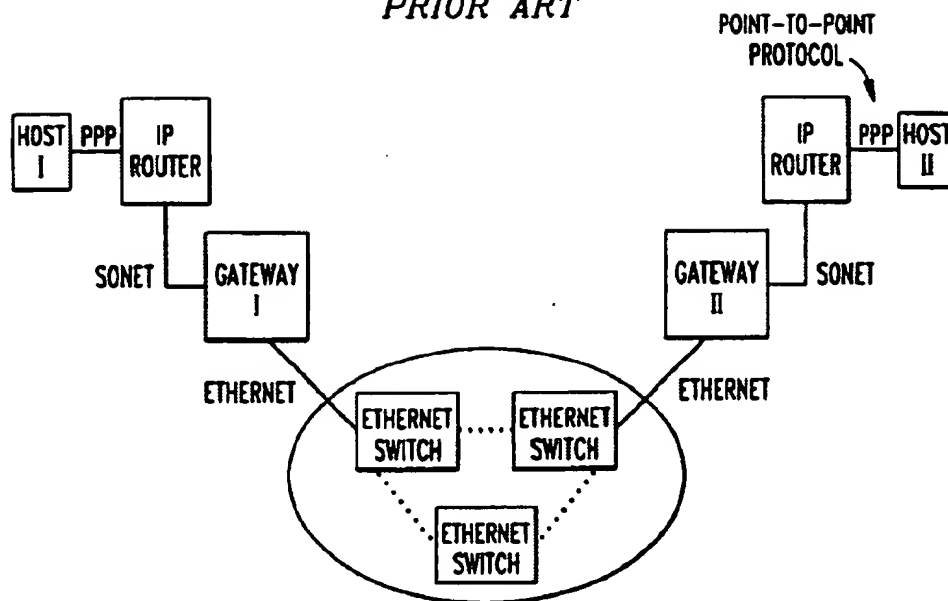 PRIOR ART
POINT-TO-POINT
PROTOCOL
HOST
I
PPP
IP
ROUTER
IP
ROUTER
PPP
HOST
II
SONET
GATEWAY
I
GATEWAY
II
SONET
ETHERNET
ETHERNET
ETHERNET
SWITCH
ETHERNET
SWITCH
ETHERNET
SWITCH